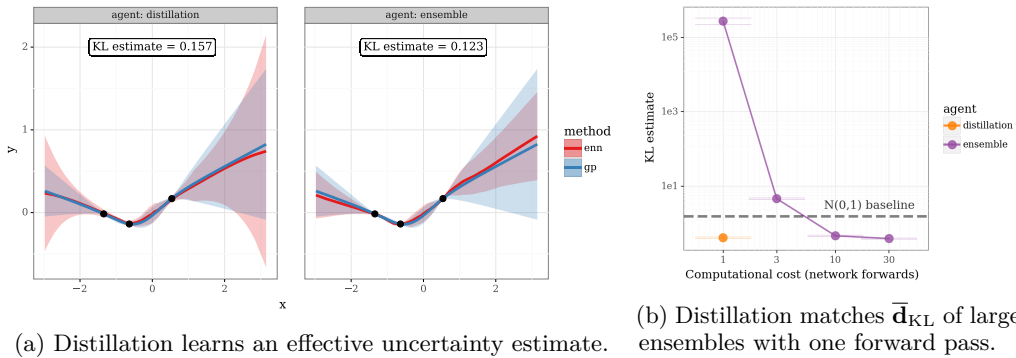 agent: distillation
agent: ensemble
KL estimate = 0.157
KL estimate = 0.123
2
1
0
y
−2
0
2
−2
0
2
x
method
enn
gp
1e5
1e3
1e1
KL estimate
N(0,1) baseline
1
3
10
30
Computational cost (network forwards)
agent
distillation
ensemble
(a) Distillation learns an effective uncertainty estimate.
(b) Distillation matches d̅_KL of large
ensembles with one forward pass.